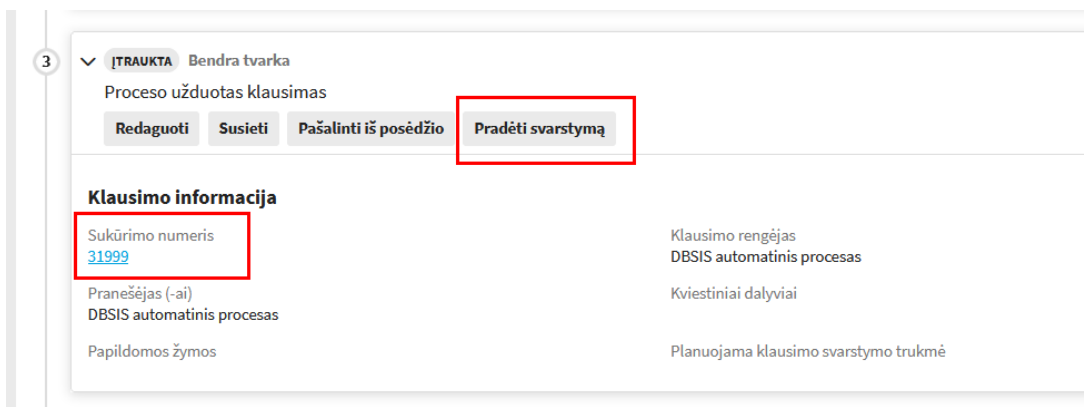 3
ĮTRAUKTA Bendra tvarka
Proceso užduotas klausimas
Redaguoti Susieti Pašalinti iš posėdžio Pradėti svarstymą
Klausimo informacija
Sukūrimo numeris Klausimo rengėjas
31999 DBSIS automatinis procesas
Pranešėjas (-ai) Kviestiniai dalyviai
DBSIS automatinis procesas
Papildomos žymos Planuojama klausimo svarstymo trukmė